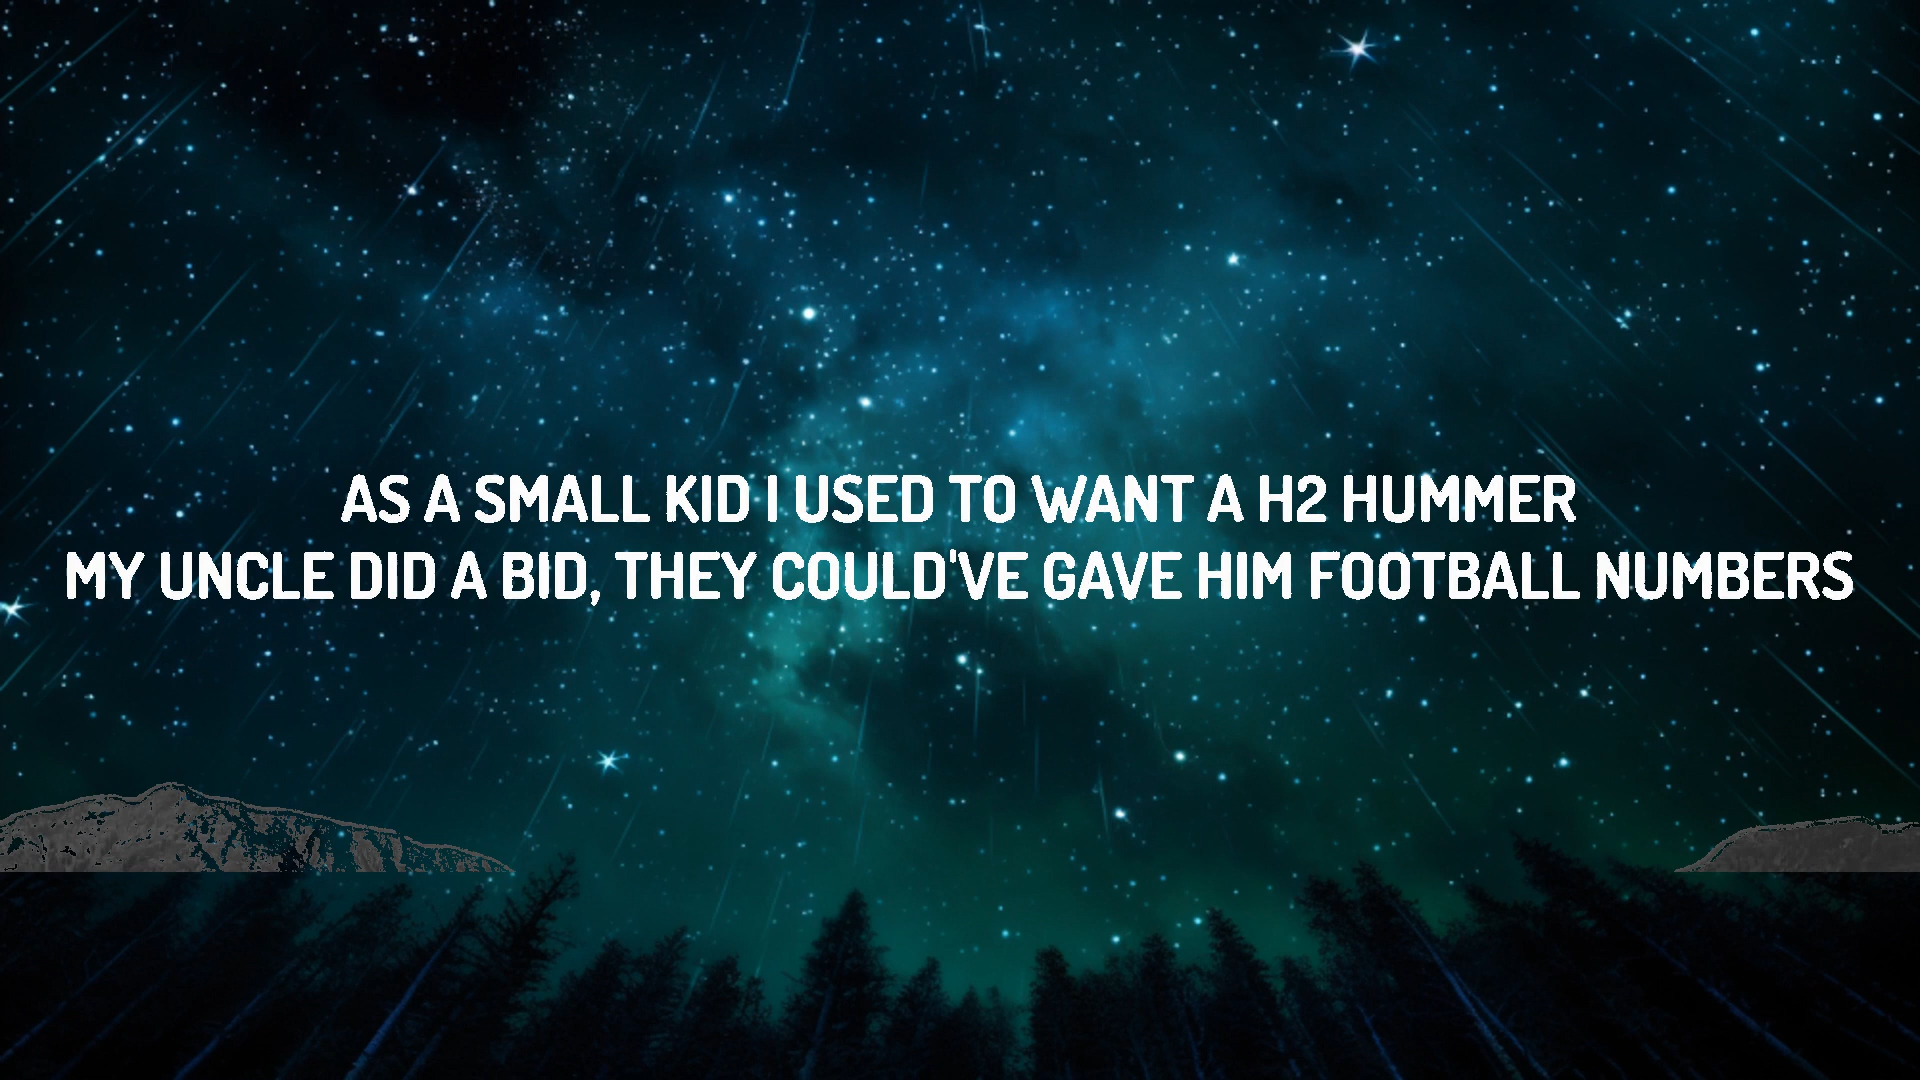 AS A SMALL KID I USED TO WANT A H2 HUMMER
MY UNCLE DID A BID, THEY COULD'VE GAVE HIM FOOTBALL NUMBERS